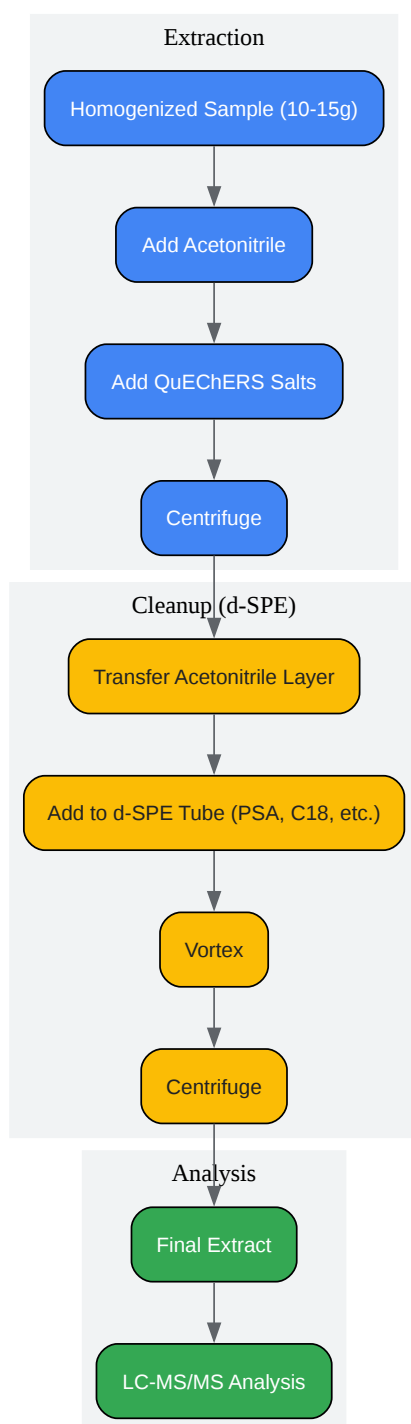 Extraction
Homogenized Sample (10-15g)
Add Acetonitrile
Add QuEChERS Salts
Centrifuge
Cleanup (d-SPE)
Transfer Acetonitrile Layer
Add to d-SPE Tube (PSA, C18, etc.)
Vortex
Centrifuge
Analysis
Final Extract
LC-MS/MS Analysis